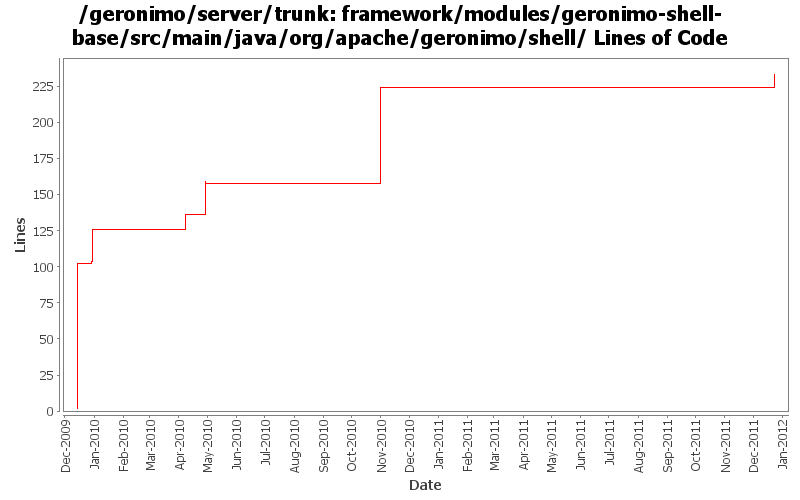 /geronimo/server/trunk: framework/modules/geronimo-shell-
base/src/main/java/org/apache/geronimo/shell/ Lines of Code
225
200
175
150
125
100
75
50
25
0
Lines
Dec-2009
Jan-2010
Feb-2010
Mar-2010
Apr-2010
May-2010
Jun-2010
Jul-2010
Aug-2010
Sep-2010
Oct-2010
Nov-2010
Dec-2010
Jan-2011
Feb-2011
Mar-2011
Apr-2011
May-2011
Jun-2011
Jul-2011
Aug-2011
Sep-2011
Oct-2011
Nov-2011
Dec-2011
Jan-2012
Date